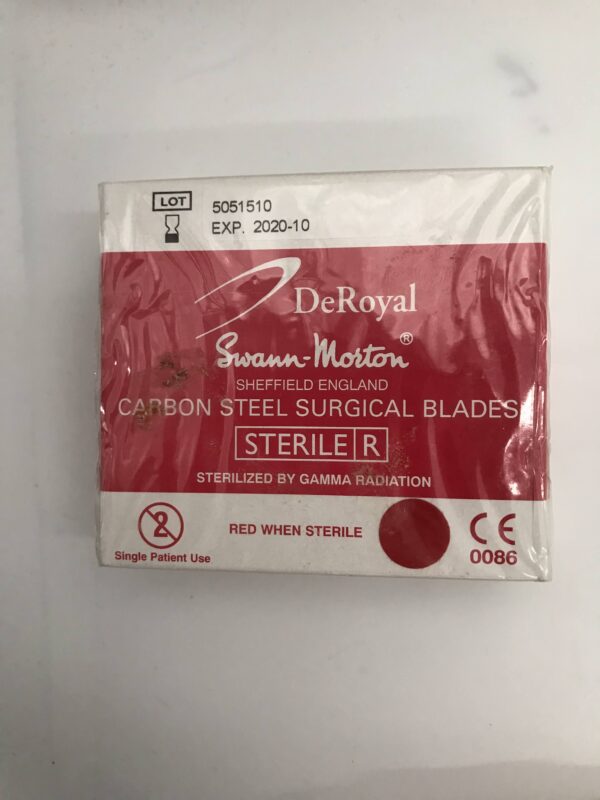 LOT
5051510
EXP. 2020-10
DeRoyal
Swann-Morton®
SHEFFIELD ENGLAND
CARBON STEEL SURGICAL BLADES
STERILE R
STERILIZED BY GAMMA RADIATION
2
Single Patient Use
RED WHEN STERILE
CE
0086